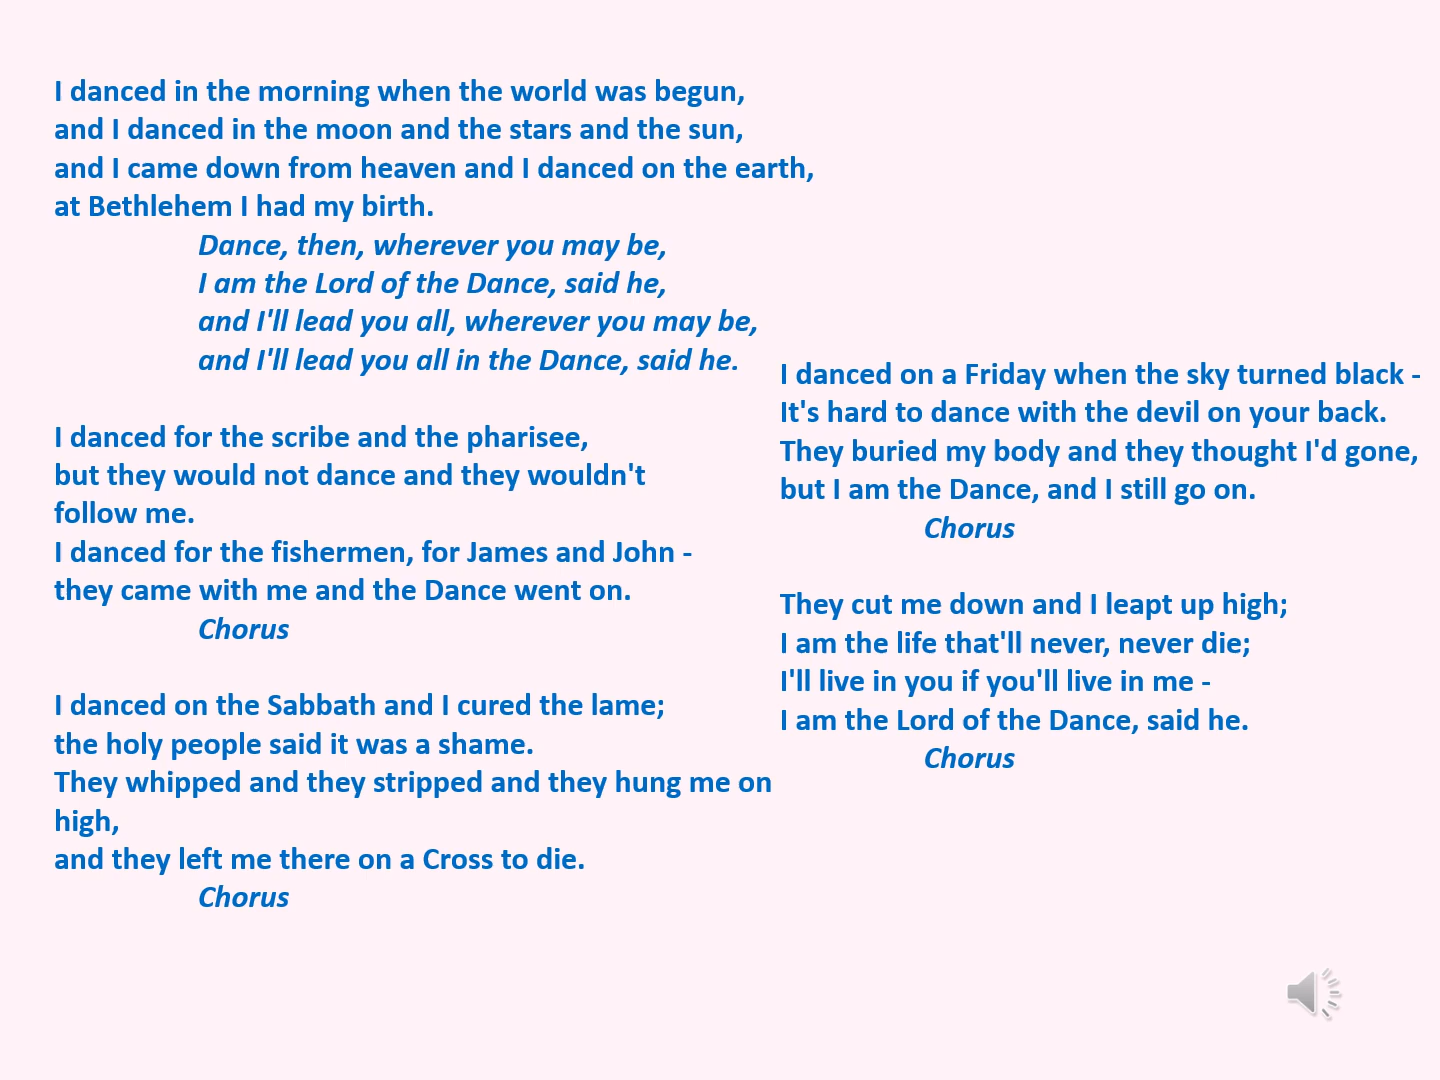 I danced in the morning when the world was begun,
and I danced in the moon and the stars and the sun,
and I came down from heaven and I danced on the earth,
at Bethlehem I had my birth.
Dance, then, wherever you may be,
I am the Lord of the Dance, said he,
and I'll lead you all, wherever you may be,
and I'll lead you all in the Dance, said he.
I danced for the scribe and the pharisee,
but they would not dance and they wouldn't
follow me.
I danced for the fishermen, for James and John -
they came with me and the Dance went on.
Chorus
I danced on the Sabbath and I cured the lame;
the holy people said it was a shame.
They whipped and they stripped and they hung me on
high,
and they left me there on a Cross to die.
Chorus
I danced on a Friday when the sky turned black -
It's hard to dance with the devil on your back.
They buried my body and they thought I'd gone,
but I am the Dance, and I still go on.
Chorus
They cut me down and I leapt up high;
I am the life that'll never, never die;
I'll live in you if you'll live in me -
I am the Lord of the Dance, said he.
Chorus